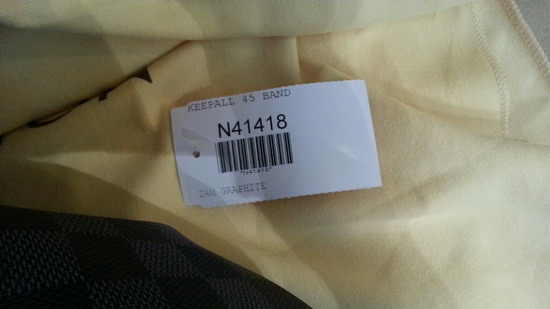 KEEPALL 45 BAND
N41418
*N41418*
DAM GRAPHITE